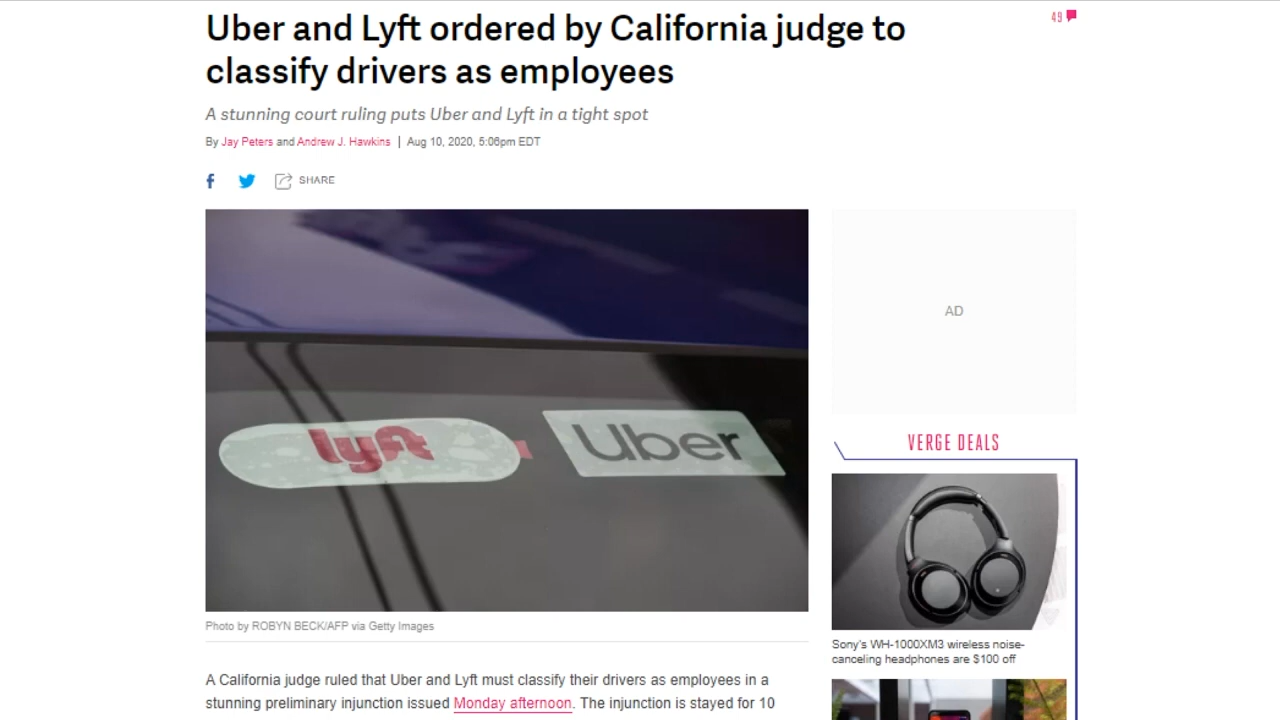 Uber and Lyft ordered by California judge to
classify drivers as employees
49
A stunning court ruling puts Uber and Lyft in a tight spot
By Jay Peters and Andrew J. Hawkins | Aug 10, 2020, 5:06pm EDT
SHARE
lyft
Uber
AD
VERGE DEALS
Photo by ROBYN BECK/AFP via Getty Images
Sony's WH-1000XM3 wireless noise-
canceling headphones are $100 off
A California judge ruled that Uber and Lyft must classify their drivers as employees in a
stunning preliminary injunction issued Monday afternoon. The injunction is stayed for 10